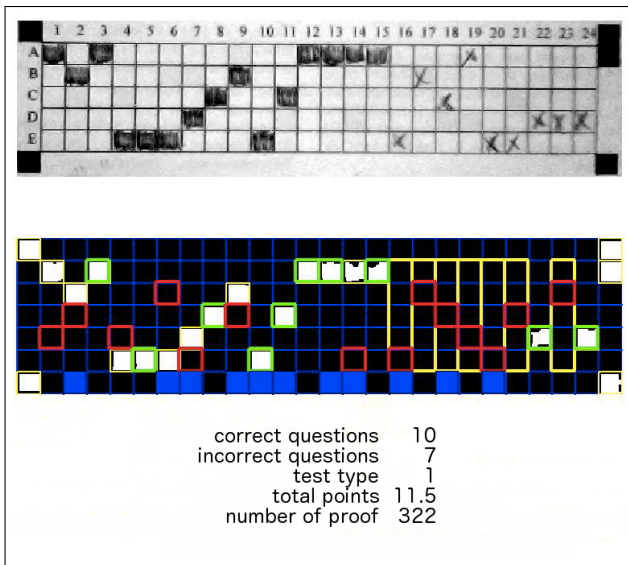 1 2 3 4 5 6 7 8 9 10 11 12 13 14 15 16 17 18 19 20 21 22 23 24
A
B
C
D
E
correct questions 10
incorrect questions 7
test type 1
total points 11.5
number of proof 322